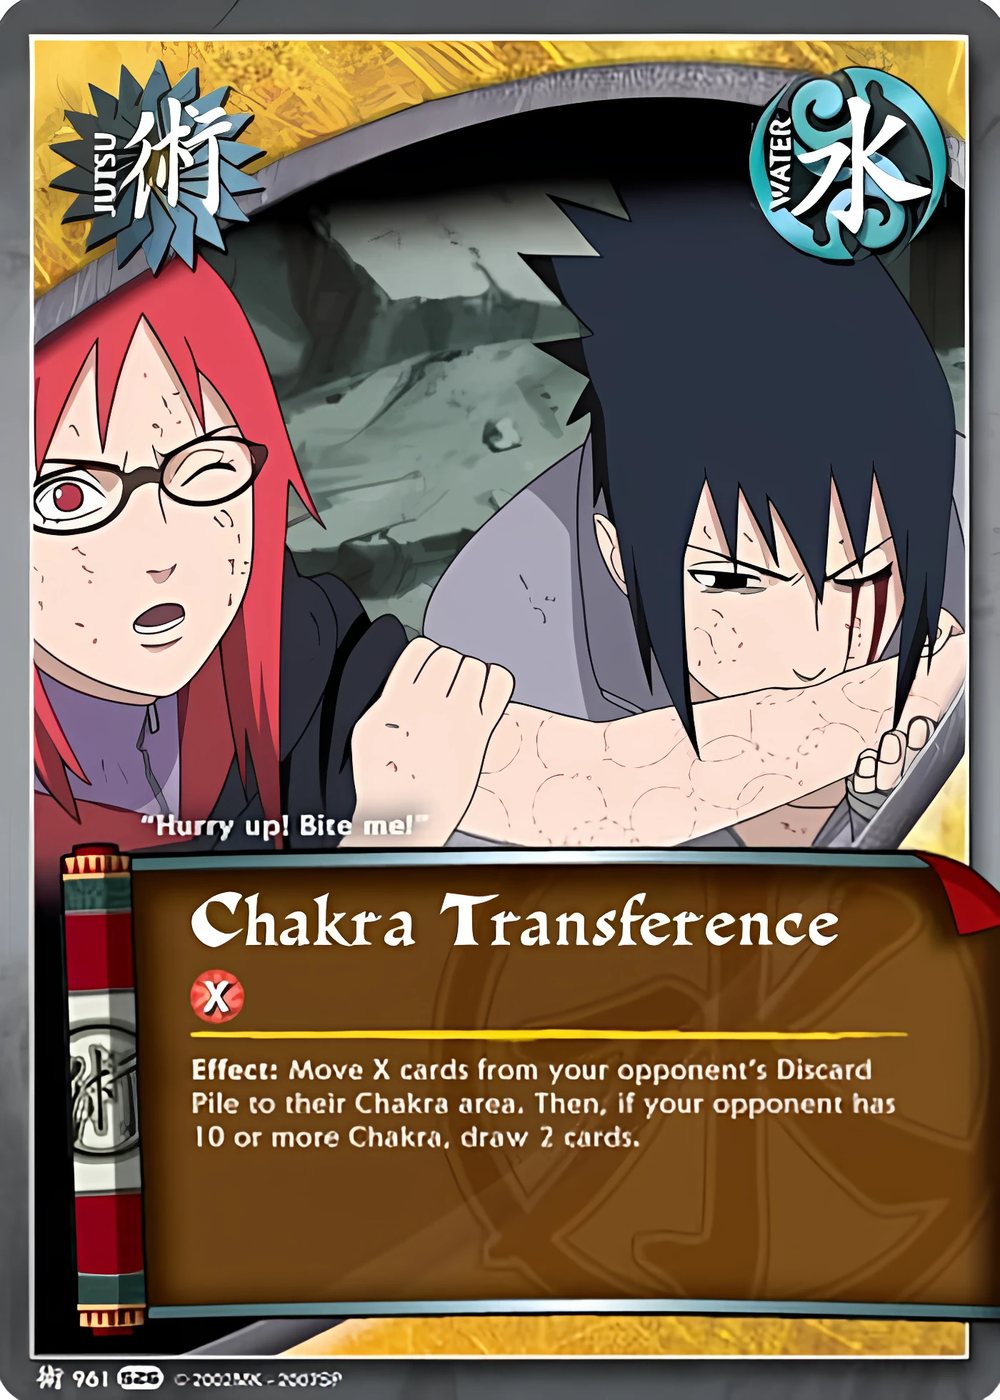 JUTSU
術
WATER
水
"Hurry up! Bite me!"
Chakra Transference
X
Effect: Move X cards from your opponent's Discard
Pile to their Chakra area. Then, if your opponent has
10 or more Chakra, draw 2 cards.
術
術 961